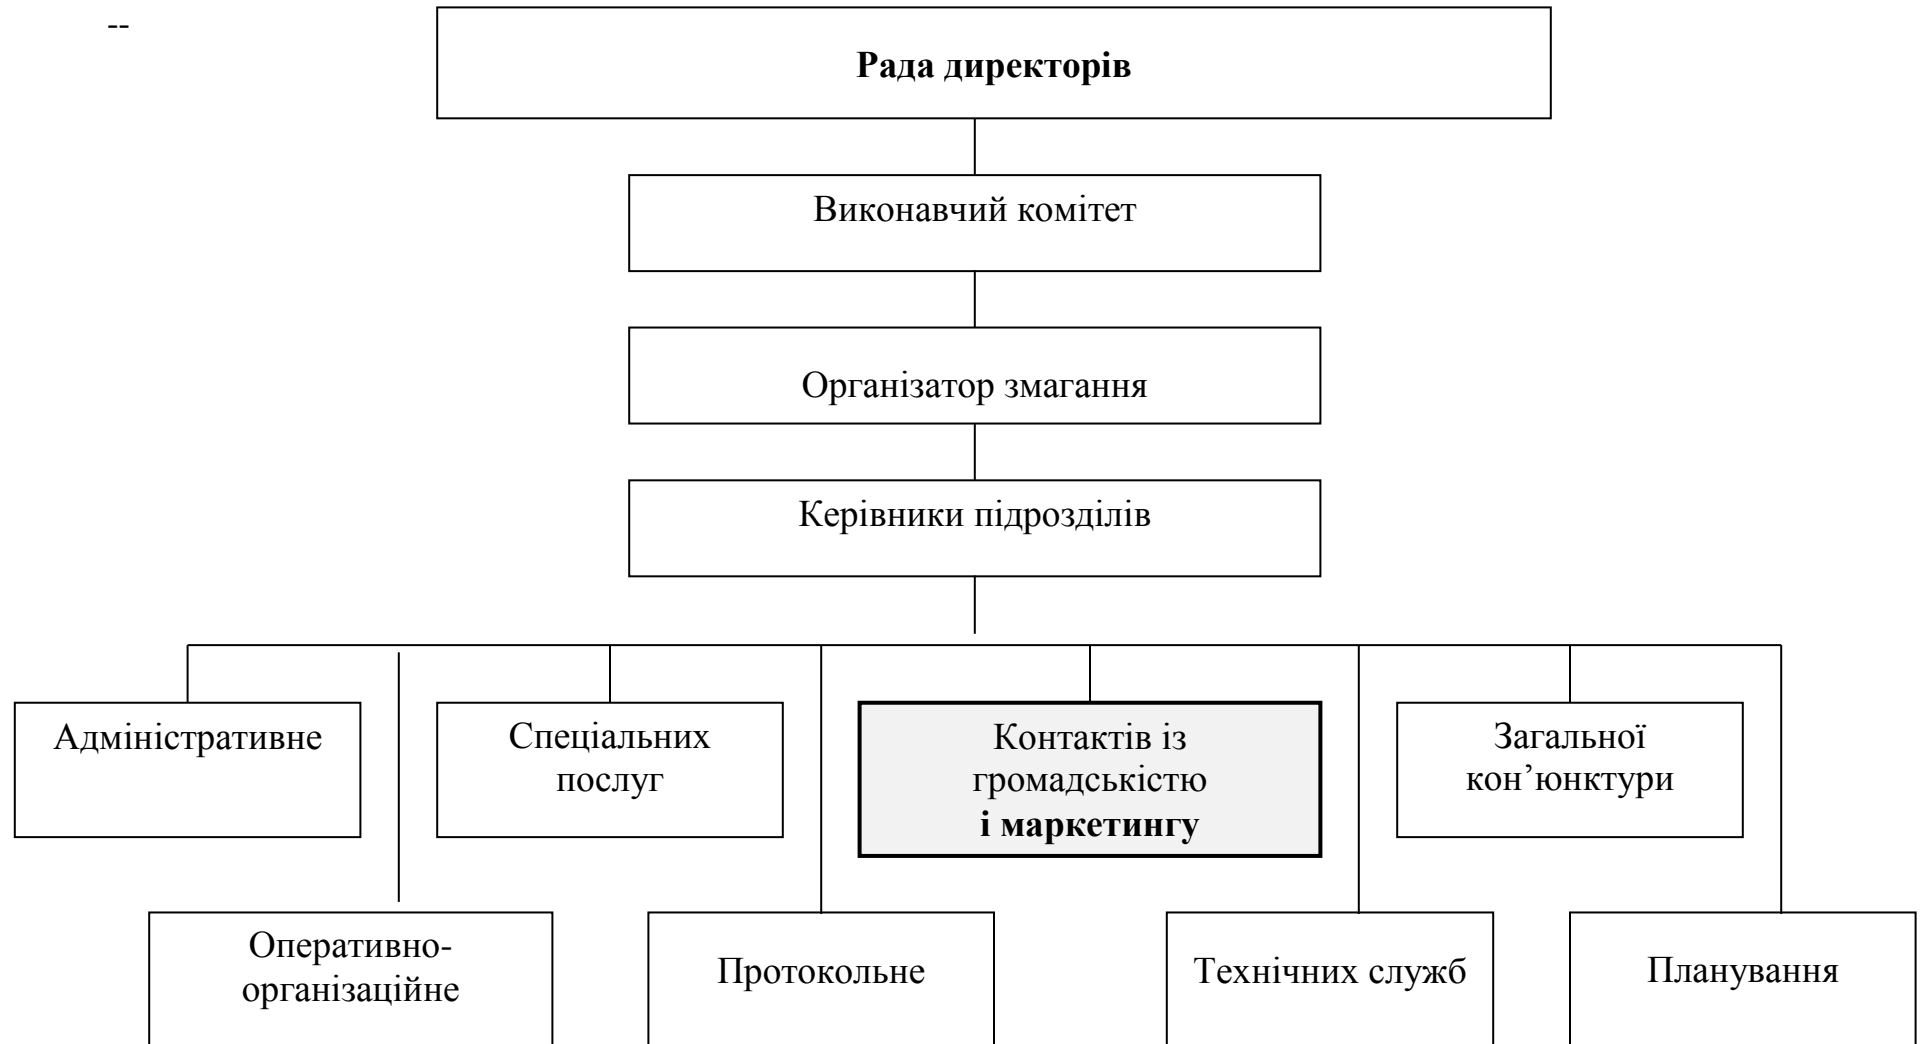 --
Рада директорів
Виконавчий комітет
Організатор змагання
Керівники підрозділів
Адміністративне
Спеціальних
послуг
Контактів із
громадськістю
і маркетингу
Загальної
кон’юнктури
Оперативно-
організаційне
Протокольне
Технічних служб
Планування